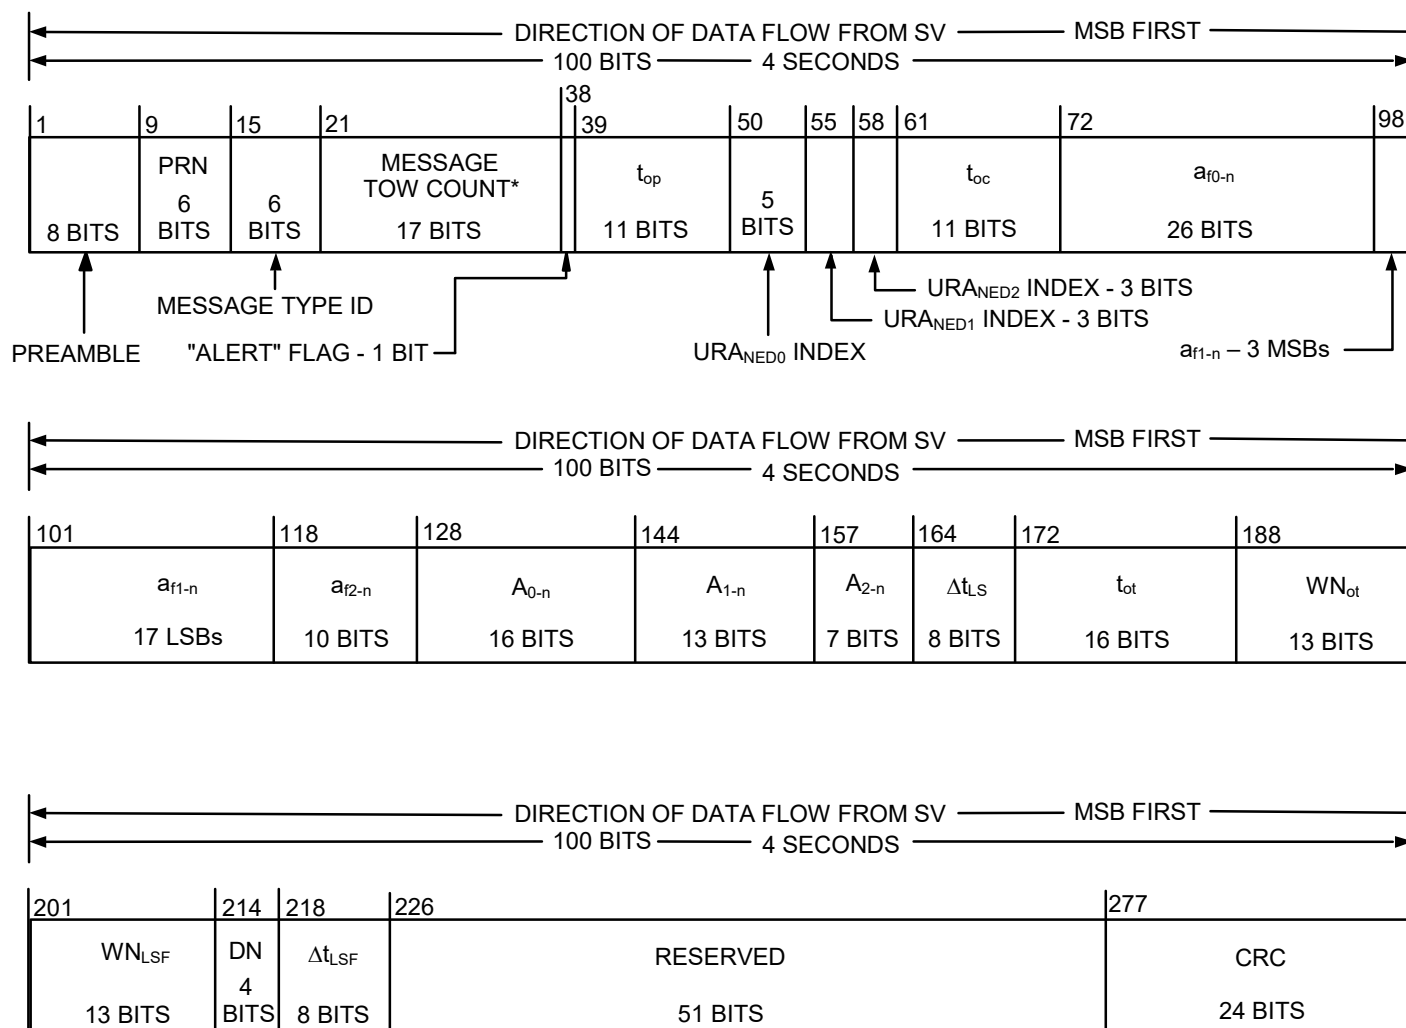 DIRECTION OF DATA FLOW FROM SV MSB FIRST
100 BITS 4 SECONDS
38
1 9 15 21 39 50 55 58 61 72 98
8 BITS
PRN
6
BITS
6
BITS
MESSAGE
TOW COUNT*
17 BITS
top
11 BITS
5
BITS
toc
11 BITS
af0-n
26 BITS
URANED2 INDEX - 3 BITS
MESSAGE TYPE ID
URANED1 INDEX - 3 BITS
PREAMBLE
"ALERT" FLAG - 1 BIT
URANED0 INDEX
af1-n – 3 MSBs
DIRECTION OF DATA FLOW FROM SV MSB FIRST
100 BITS 4 SECONDS
101 118 128 144 157 164 172 188
af1-n
17 LSBs
af2-n
10 BITS
A0-n
16 BITS
A1-n
13 BITS
A2-n
7 BITS
ΔtLS
8 BITS
tot
16 BITS
WNot
13 BITS
DIRECTION OF DATA FLOW FROM SV MSB FIRST
100 BITS 4 SECONDS
201 214 218 226 277
WNLSF
13 BITS
DN
4
BITS
ΔtLSF
8 BITS
RESERVED
51 BITS
CRC
24 BITS